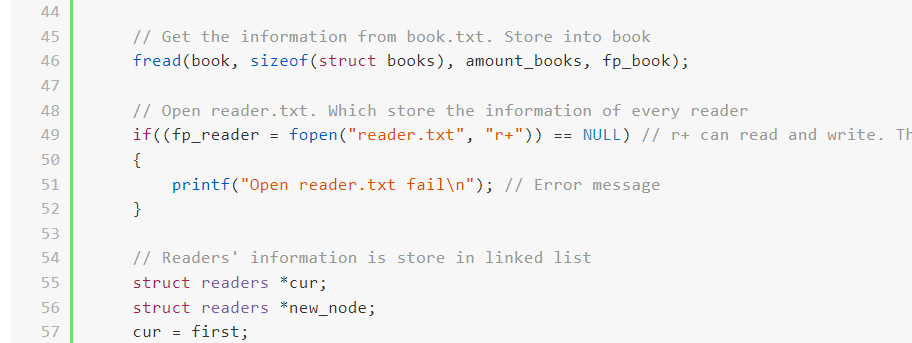 44
45 // Get the information from book.txt. Store into book
46 fread(book, sizeof(struct books), amount_books, fp_book);
47
48 // Open reader.txt. Which store the information of every reader
49 if((fp_reader = fopen("reader.txt", "r+")) == NULL) // r+ can read and write. Th
50 {
51 printf("Open reader.txt fail\n"); // Error message
52 }
53
54 // Readers' information is store in linked list
55 struct readers *cur;
56 struct readers *new_node;
57 cur = first;